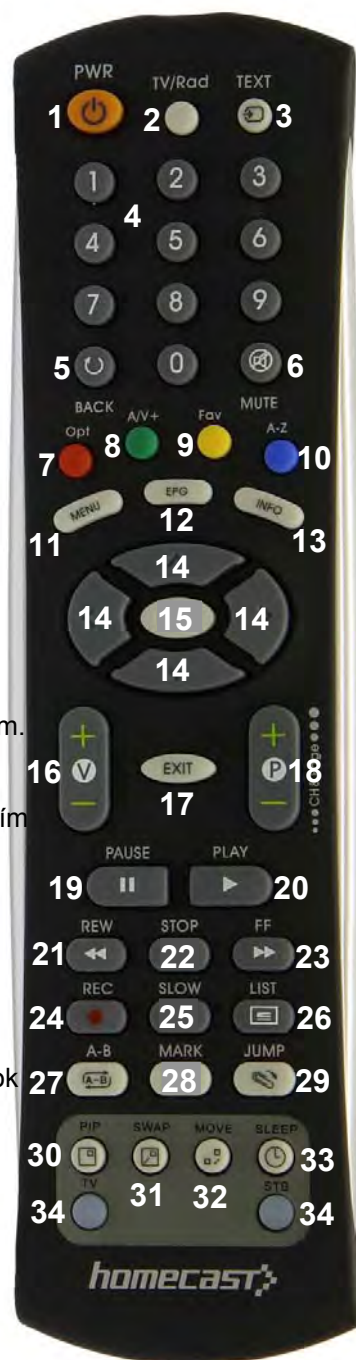 PWR TV/Rad TEXT
1 2 3
1 2 3
4
4 5 6
7 8 9
5 0 6
BACK MUTE
Opt A/V+ Fav A-Z
7 8 9 10
MENU EPG INFO
11 12 13
14
14 15 14
14
m.
+ +
16 V EXIT P 18
CHange
ím
- -
17
PAUSE PLAY
19 20
REW STOP FF
21 22 23
REC SLOW LIST
24 25 26
A-B MARK JUMP
ok 27 A-B 28 29
PIP SWAP MOVE SLEEP
30 31 32 33
TV STB
34 34
homecast